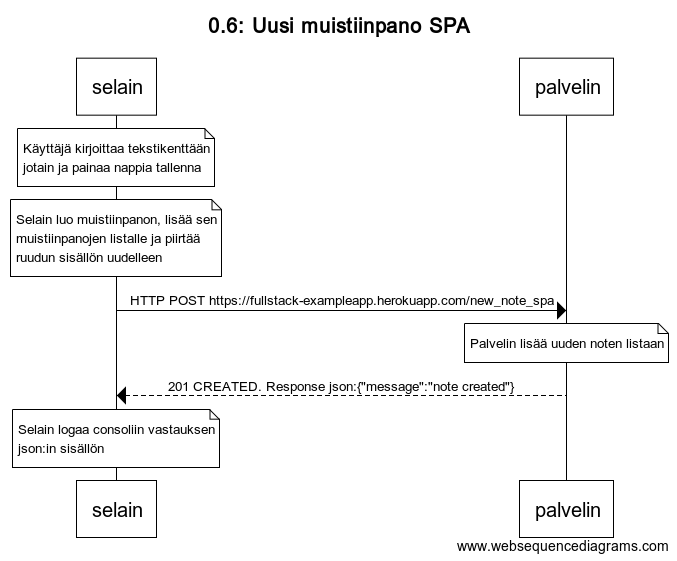 0.6: Uusi muistiinpano SPA
selain
palvelin
Käyttäjä kirjoittaa tekstikenttään
jotain ja painaa nappia tallenna
Selain luo muistiinpanon, lisää sen
muistiinpanojen listalle ja piirtää
ruudun sisällön uudelleen
HTTP POST https://fullstack-exampleapp.herokuapp.com/new_note_spa
Palvelin lisää uuden noten listaan
201 CREATED. Response json:{"message":"note created"}
Selain logaa consoliin vastauksen
json:in sisällön
selain
palvelin
www.websequencediagrams.com